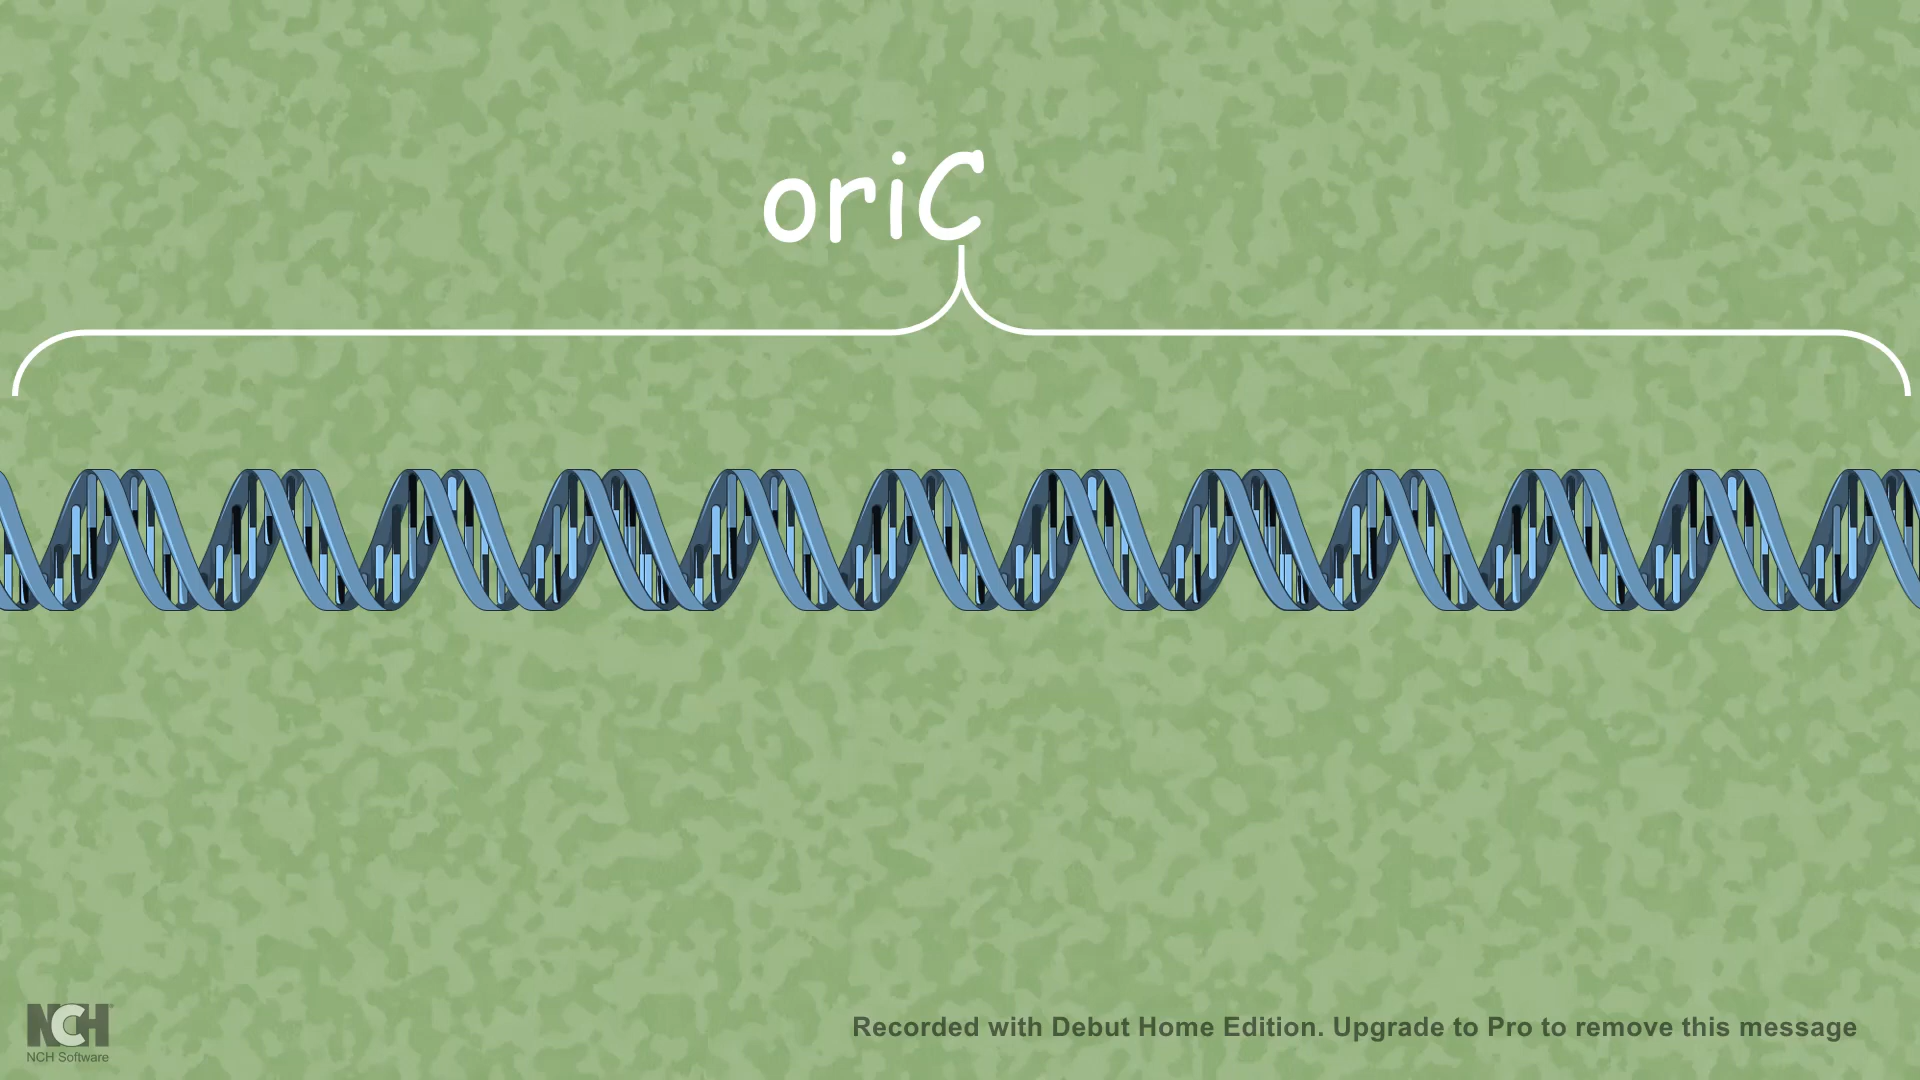 oriC
NCH
NCH Software
Recorded with Debut Home Edition. Upgrade to Pro to remove this message